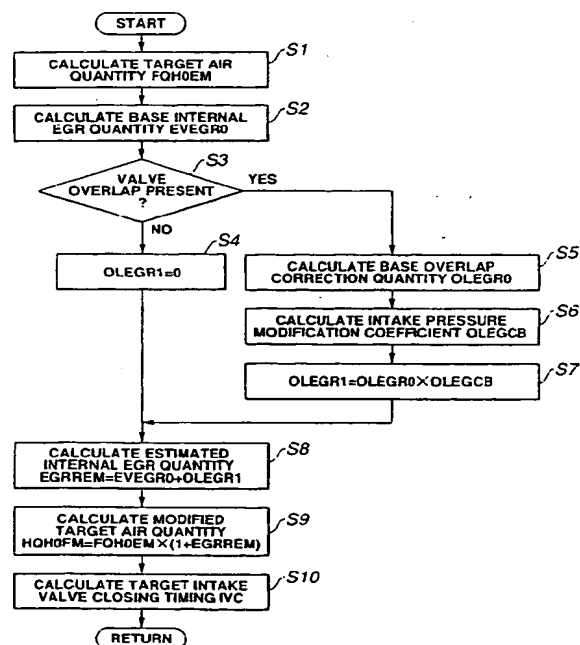 START
S1
CALCULATE TARGET AIR
QUANTITY FQH0EM
S2
CALCULATE BASE INTERNAL
EGR QUANTITY EVEGR0
S3
VALVE
OVERLAP PRESENT
?
YES
NO
S4
OLEGR1=0
S5
CALCULATE BASE OVERLAP
CORRECTION QUANTITY OLEGR0
S6
CALCULATE INTAKE PRESSURE
MODIFICATION COEFFICIENT OLEGCB
S7
OLEGR1=OLEGR0×OLEGCB
S8
CALCULATE ESTIMATED
INTERNAL EGR QUANTITY
EGRREM=EVEGR0+OLEGR1
S9
CALCULATE MODIFIED
TARGET AIR QUANTITY
HQH0FM=FQH0EM×(1+EGRREM)
S10
CALCULATE TARGET INTAKE
VALVE CLOSING TIMING IVC
RETURN